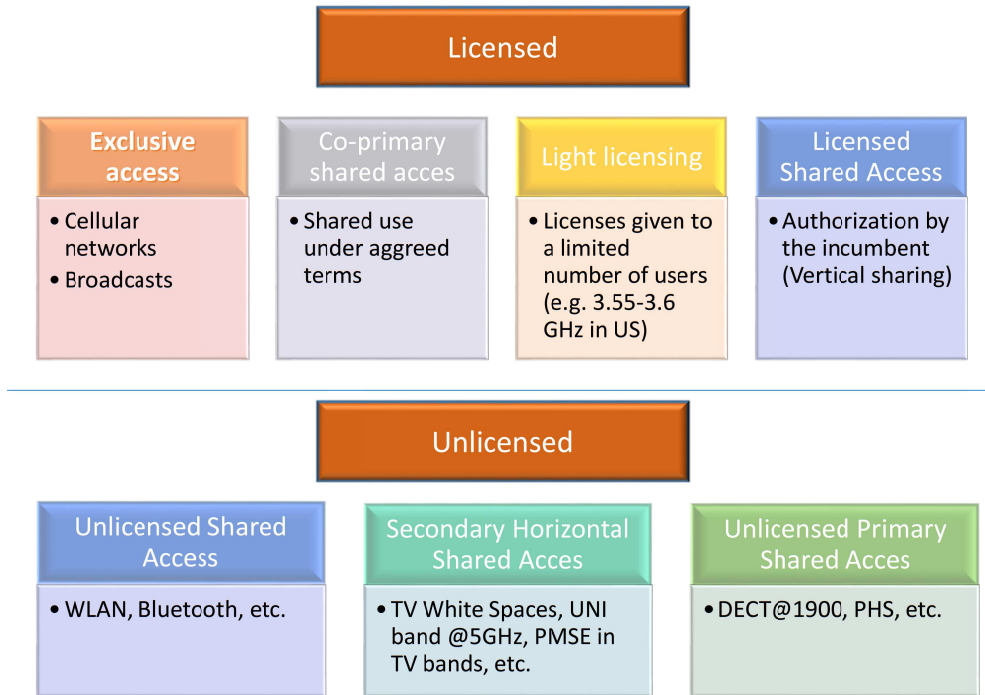 Licensed
Exclusive
access
• Cellular
networks
• Broadcasts
Co-primary
shared acces
• Shared use
under aggreed
terms
Light licensing
• Licenses given to
a limited
number of users
(e.g. 3.55-3.6
GHz in US)
Licensed
Shared Access
• Authorization by
the incumbent
(Vertical sharing)
Unlicensed
Unlicensed Shared
Access
• WLAN, Bluetooth, etc.
Secondary Horizontal
Shared Acces
• TV White Spaces, UNI
band @5GHz, PMSE in
TV bands, etc.
Unlicensed Primary
Shared Acces
• DECT@1900, PHS, etc.